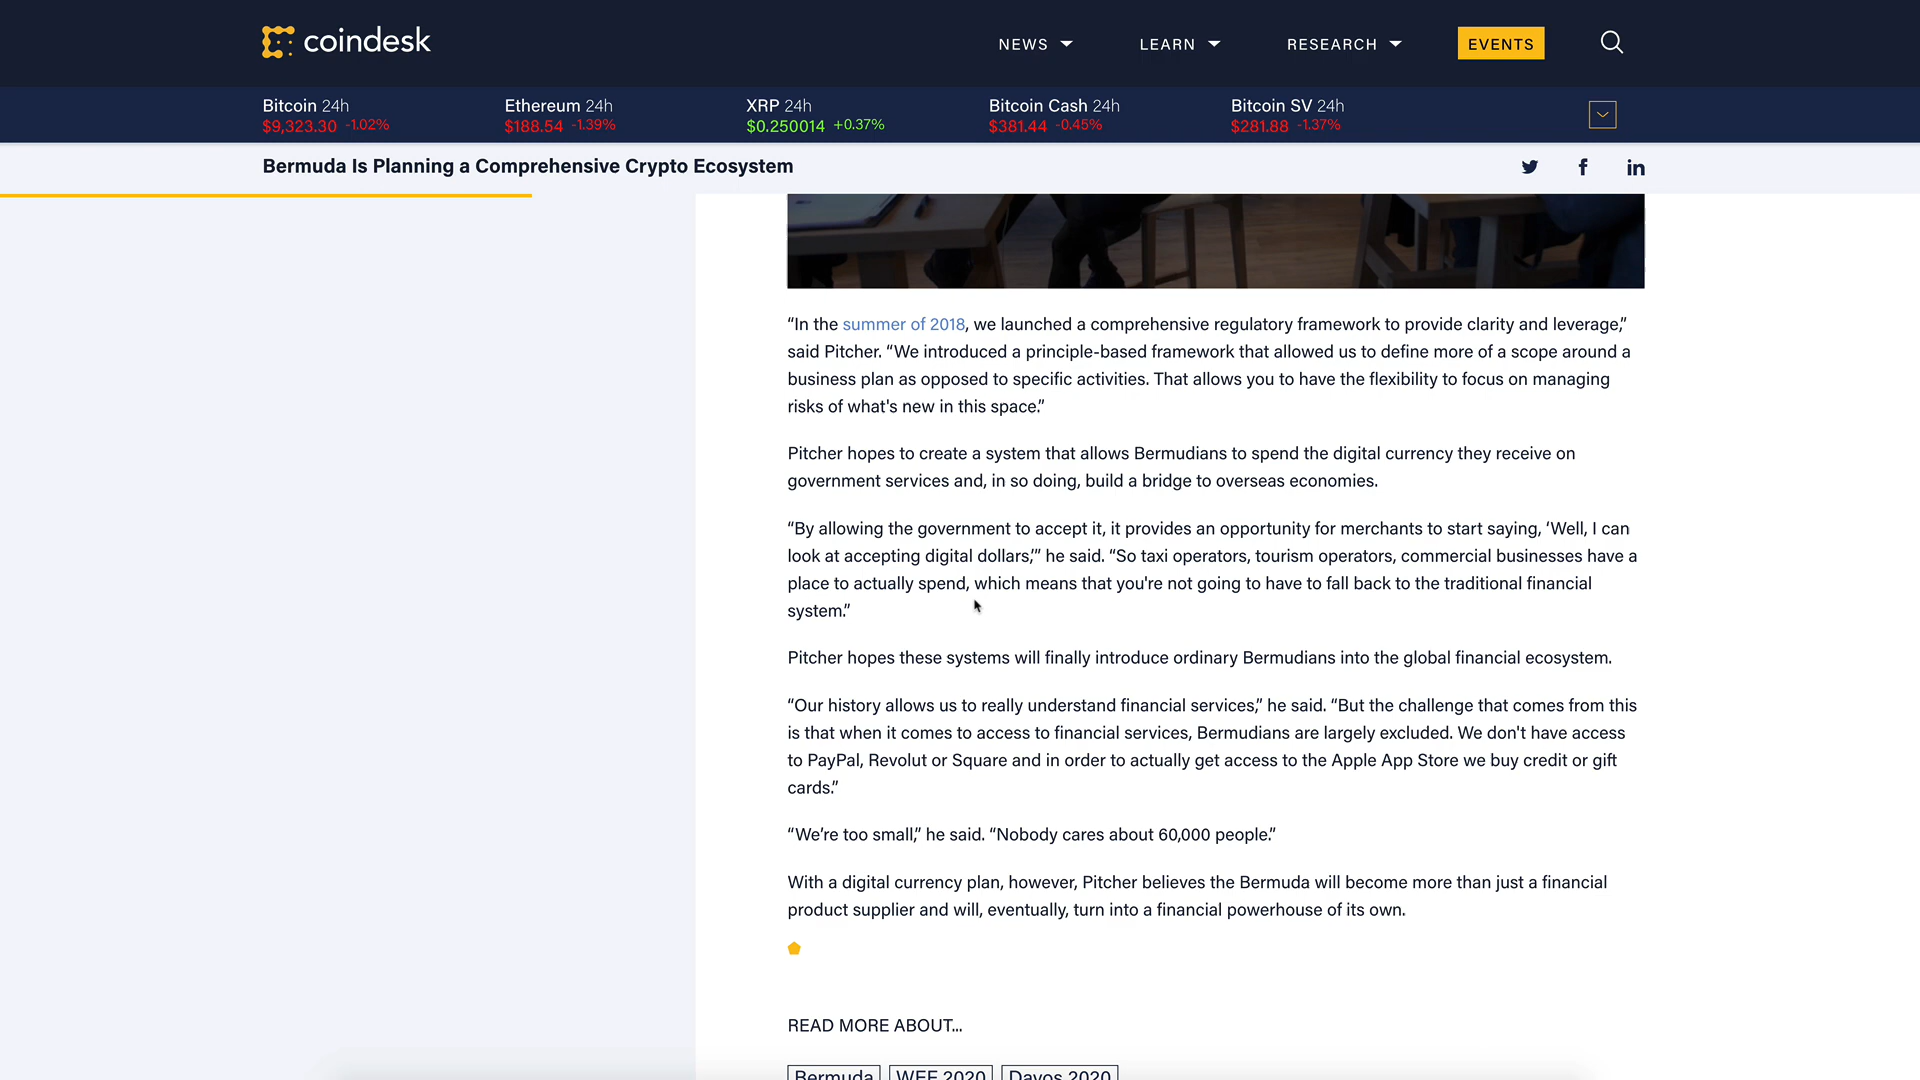 coindesk
NEWS
LEARN
RESEARCH
EVENTS
Bitcoin 24h
$9,323.30 -1.02%
Ethereum 24h
$188.54 -1.39%
XRP 24h
$0.250014 +0.37%
Bitcoin Cash 24h
$381.44 -0.45%
Bitcoin SV 24h
$281.88 -1.37%
Bermuda Is Planning a Comprehensive Crypto Ecosystem
“In the summer of 2018, we launched a comprehensive regulatory framework to provide clarity and leverage,”
said Pitcher. “We introduced a principle-based framework that allowed us to define more of a scope around a
business plan as opposed to specific activities. That allows you to have the flexibility to focus on managing
risks of what's new in this space.”
Pitcher hopes to create a system that allows Bermudians to spend the digital currency they receive on
government services and, in so doing, build a bridge to overseas economies.
“By allowing the government to accept it, it provides an opportunity for merchants to start saying, ‘Well, I can
look at accepting digital dollars,’” he said. “So taxi operators, tourism operators, commercial businesses have a
place to actually spend, which means that you're not going to have to fall back to the traditional financial
system.”
Pitcher hopes these systems will finally introduce ordinary Bermudians into the global financial ecosystem.
“Our history allows us to really understand financial services,” he said. “But the challenge that comes from this
is that when it comes to access to financial services, Bermudians are largely excluded. We don't have access
to PayPal, Revolut or Square and in order to actually get access to the Apple App Store we buy credit or gift
cards.”
“We’re too small,” he said. “Nobody cares about 60,000 people.”
With a digital currency plan, however, Pitcher believes the Bermuda will become more than just a financial
product supplier and will, eventually, turn into a financial powerhouse of its own.
READ MORE ABOUT...
Bermuda
WEF 2020
Davos 2020